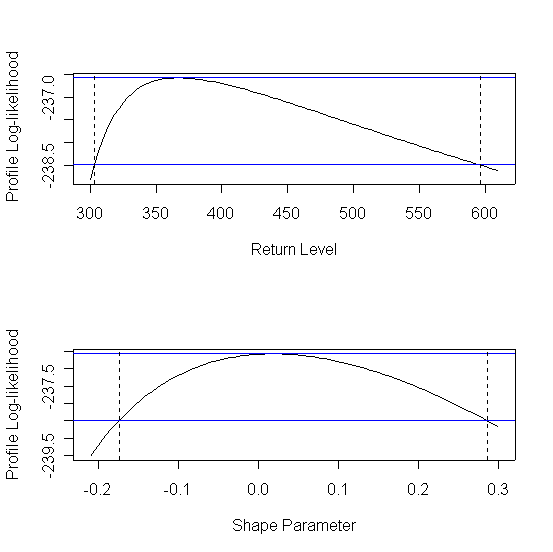 Profile Log-likelihood
-237.0
-238.5
300 350 400 450 500 550 600
Return Level
Profile Log-likelihood
-237.5
-239.5
-0.2 -0.1 0.0 0.1 0.2 0.3
Shape Parameter